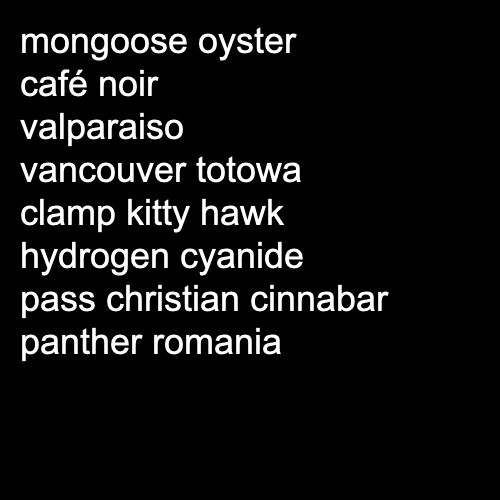 mongoose oyster
café noir
valparaiso
vancouver totowa
clamp kitty hawk
hydrogen cyanide
pass christian cinnabar
panther romania